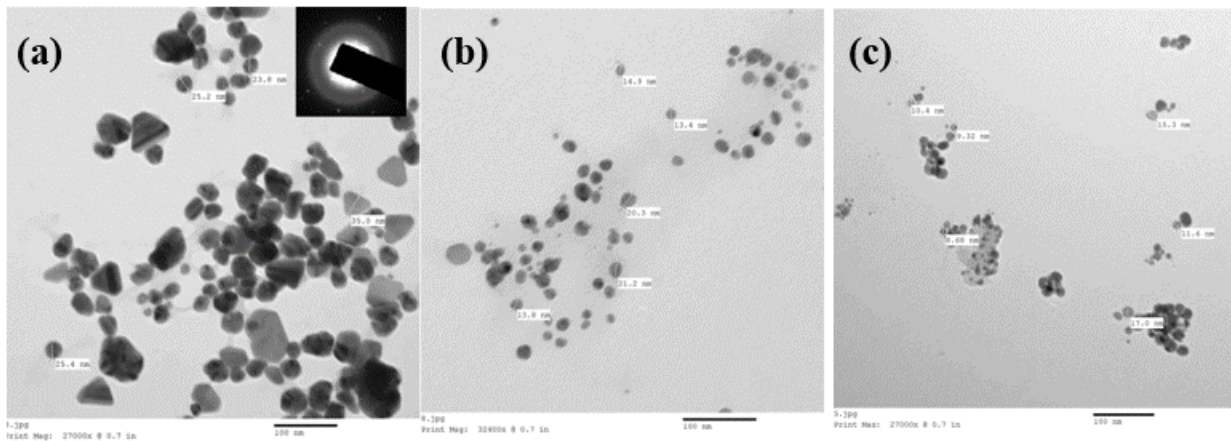 (a)
23.8 nm
25.2 nm
35.0 nm
25.4 nm
100 nm
Print Mag: 27000x @ 0.7 in
(b)
14.9 nm
13.4 nm
20.3 nm
21.2 nm
13.8 nm
100 nm
Print Mag: 32400x @ 0.7 in
(c)
10.4 nm
9.32 nm
15.3 nm
11.6 nm
8.68 nm
17.0 nm
5.jpg
Print Mag: 27000x @ 0.7 in
100 nm